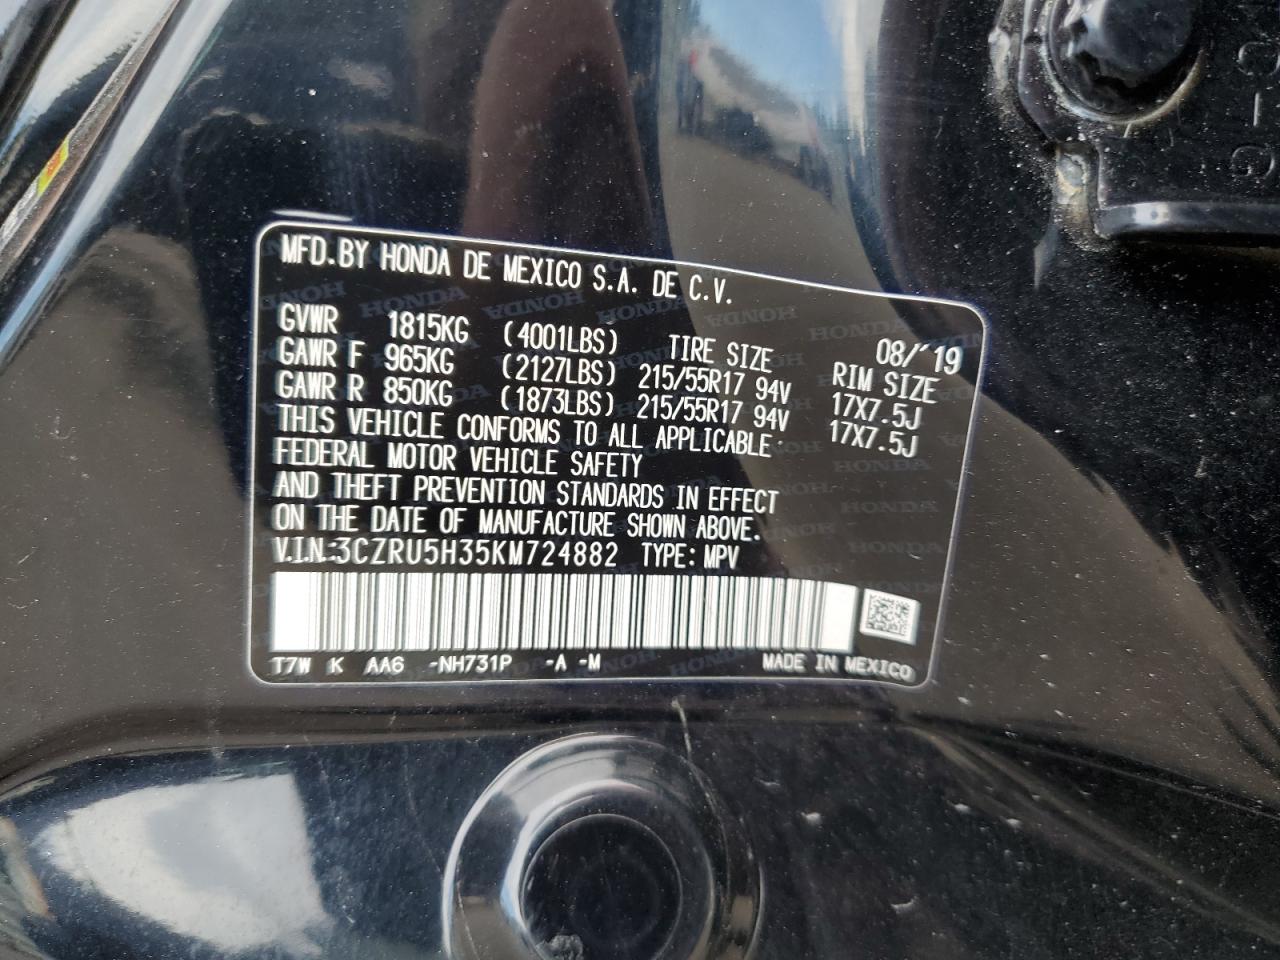 MFD.BY HONDA DE MEXICO S.A. DE C.V.
08/'19
GVWR 1815KG (4001LBS) TIRE SIZE RIM SIZE
GAWR F 965KG (2127LBS) 215/55R17 94V 17X7.5J
GAWR R 850KG (1873LBS) 215/55R17 94V 17X7.5J
THIS VEHICLE CONFORMS TO ALL APPLICABLE
FEDERAL MOTOR VEHICLE SAFETY
AND THEFT PREVENTION STANDARDS IN EFFECT
ON THE DATE OF MANUFACTURE SHOWN ABOVE.
V.I.N:3CZRU5H35KM724882 TYPE: MPV
T7W K AA6 -NH731P -A -M MADE IN MEXICO